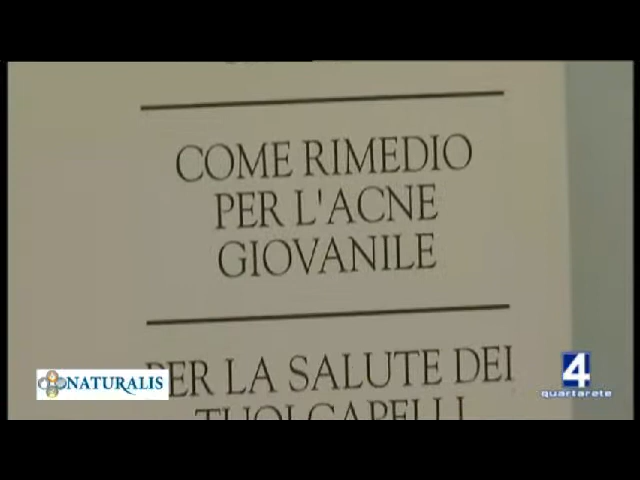 COME RIMEDIO
PER L'ACNE
GIOVANILE
PER LA SALUTE DEI
TUOI CAPELLI
NATURALIS
4
quartarete